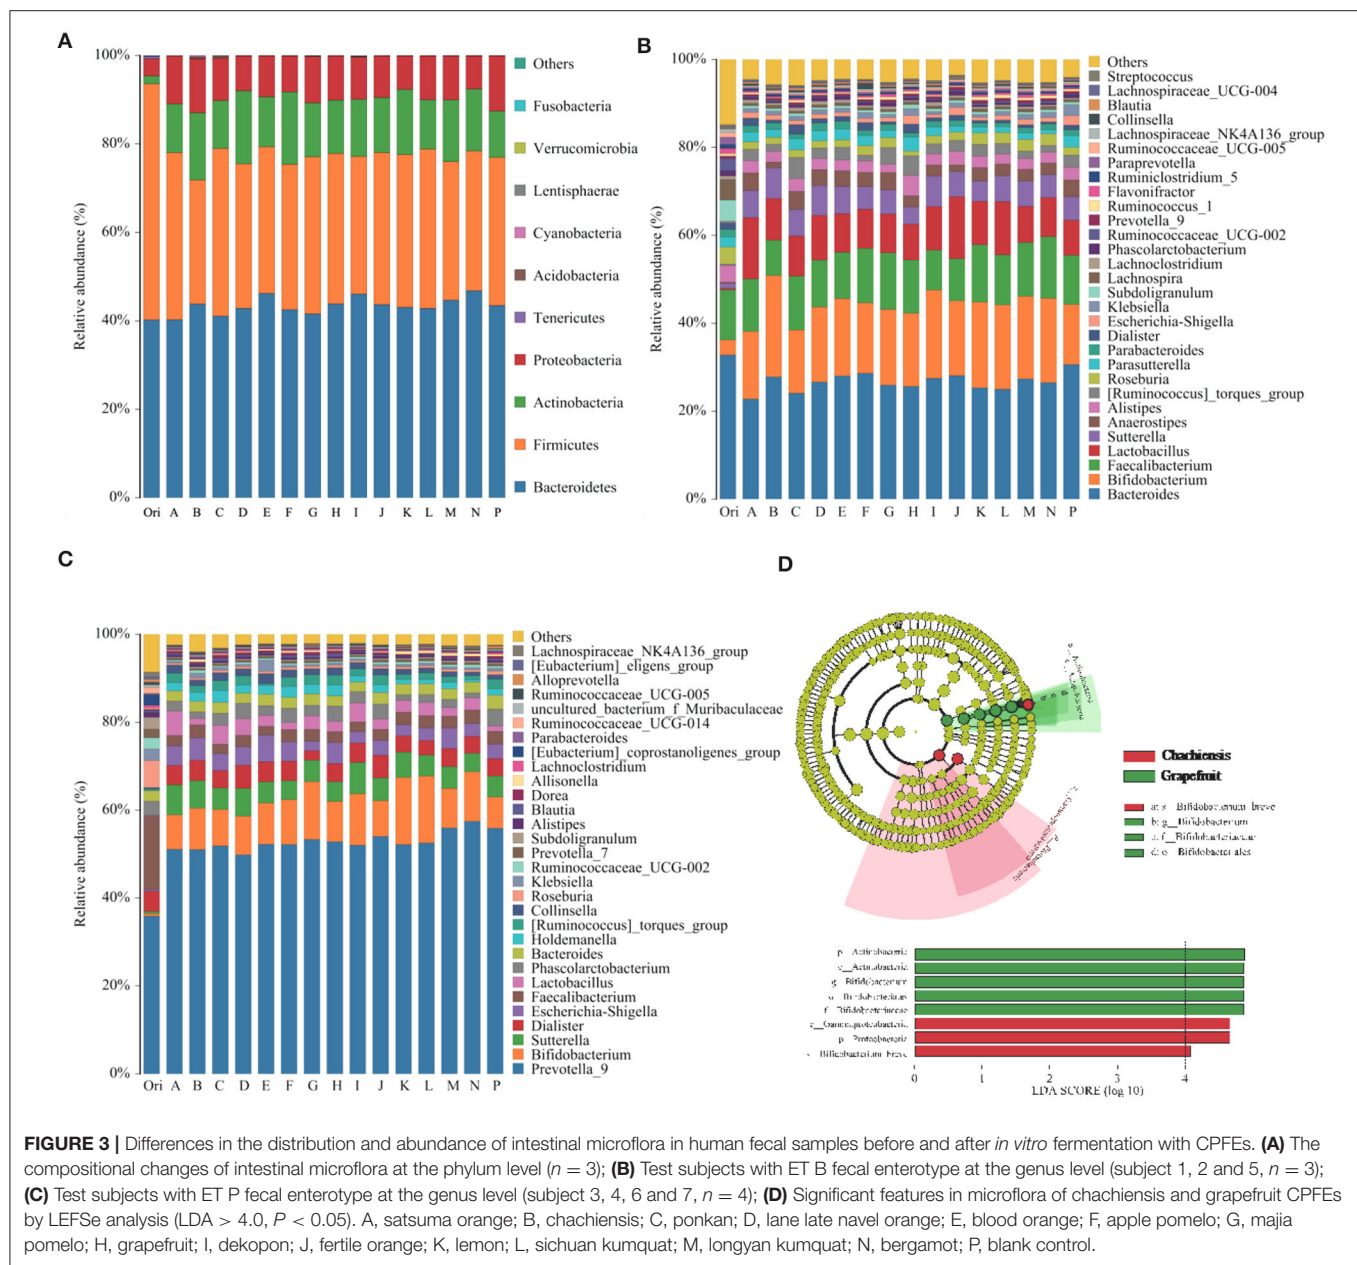 A
100%
80%
60%
40%
20%
0%
Relative abundance (%)
Ori A B C D E F G H I J K L M N P
Others
Fusobacteria
Verrucomicrobia
Lentisphaerae
Cyanobacteria
Acidobacteria
Tenericutes
Proteobacteria
Actinobacteria
Firmicutes
Bacteroidetes
B
100%
80%
60%
40%
20%
0%
Relative abundance (%)
Ori A B C D E F G H I J K L M N P
Others
Streptococcus
Lachnospiraceae_UCG-004
Blautia
Collinsella
Lachnospiraceae_NK4A136_group
Ruminococcaceae_UCG-005
Paraprevotella
Ruminiclostridium_5
Flavonifractor
Ruminococcus_1
Prevotella_9
Ruminococcaceae_UCG-002
Phascolarctobacterium
Lachnoclostridium
Lachnospira
Subdoligranulum
Klebsiella
Escherichia-Shigella
Dialister
Parabacteroides
Parasutterella
Roseburia
[Ruminococcus]_torques_group
Alistipes
Anaerostipes
Sutterella
Lactobacillus
Faecalibacterium
Bifidobacterium
Bacteroides
C
100%
80%
60%
40%
20%
0%
Relative abundance (%)
Ori A B C D E F G H I J K L M N P
Others
Lachnospiraceae_NK4A136_group
[Eubacterium]_eligens_group
Alloprevotella
Ruminococcaceae_UCG-005
uncultured_bacterium_f_Muribaculaceae
Ruminococcaceae_UCG-014
Parabacteroides
[Eubacterium]_coprostanoligenes_group
Lachnoclostridium
Allisonella
Dorea
Blautia
Alistipes
Subdoligranulum
Prevotella_7
Ruminococcaceae_UCG-002
Klebsiella
Roseburia
Collinsella
[Ruminococcus]_torques_group
Holdemanella
Bacteroides
Phascolarctobacterium
Lactobacillus
Faecalibacterium
Escherichia-Shigella
Dialister
Sutterella
Bifidobacterium
Prevotella_9
D
Chachiensis
Grapefruit
a: s__Bifidobacterium_breve
b: g__Bifidobacterium
c: f__Bifidobacteriaceae
d: o__Bifidobacteriales
p__Actinobacteria
c__Actinobacteria
g__Bifidobacterium
o__Bifidobacteriales
f__Bifidobacteriaceae
c__Gammaproteobacteria
p__Proteobacteria
s__Bifidobacterium_breve
0 1 2 3 4
LDA SCORE (log 10)
FIGURE 3 | Differences in the distribution and abundance of intestinal microflora in human fecal samples before and after in vitro fermentation with CPFEs. (A) The
compositional changes of intestinal microflora at the phylum level (n = 3); (B) Test subjects with ET B fecal enterotype at the genus level (subject 1, 2 and 5, n = 3);
(C) Test subjects with ET P fecal enterotype at the genus level (subject 3, 4, 6 and 7, n = 4); (D) Significant features in microflora of chachiensis and grapefruit CPFEs
by LEFSe analysis (LDA > 4.0, P < 0.05). A, satsuma orange; B, chachiensis; C, ponkan; D, lane late navel orange; E, blood orange; F, apple pomelo; G, majia
pomelo; H, grapefruit; I, dekopon; J, fertile orange; K, lemon; L, sichuan kumquat; M, longyan kumquat; N, bergamot; P, blank control.